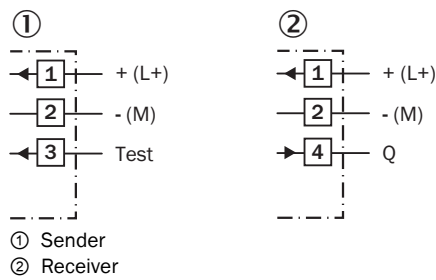 ① ②
1 + (L+) 1 + (L+)
2 - (M) 2 - (M)
3 Test 4 Q
① Sender
② Receiver